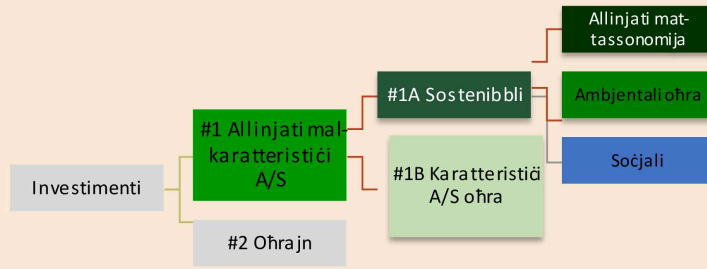 Allinjati mat-
tassonomija
#1A Sostenibbli
Ambjentali oħra
#1 Allinjati mal-
karatteristiċi
A/S
Soċjali
#1B Karatteristiċi
A/S oħra
Investimenti
#2 Oħrajn